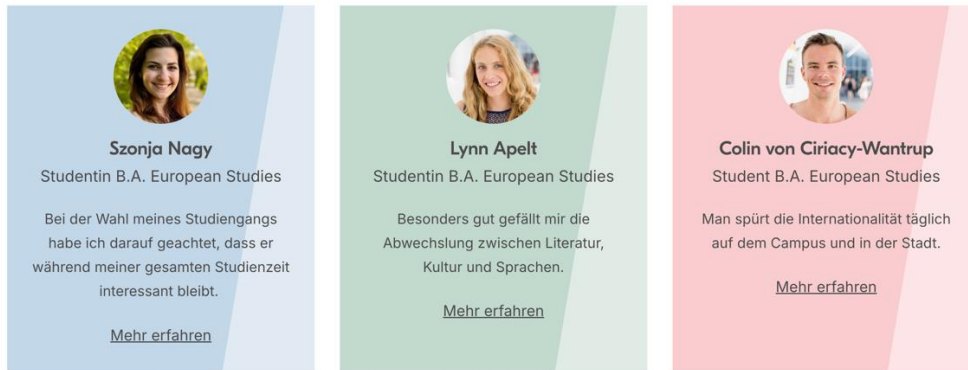 Szonja Nagy
Studentin B.A. European Studies
Bei der Wahl meines Studiengangs
habe ich darauf geachtet, dass er
während meiner gesamten Studienzeit
interessant bleibt.
Mehr erfahren
Lynn Apelt
Studentin B.A. European Studies
Besonders gut gefällt mir die
Abwechslung zwischen Literatur,
Kultur und Sprachen.
Mehr erfahren
Colin von Ciriacy-Wantrup
Student B.A. European Studies
Man spürt die Internationalität täglich
auf dem Campus und in der Stadt.
Mehr erfahren